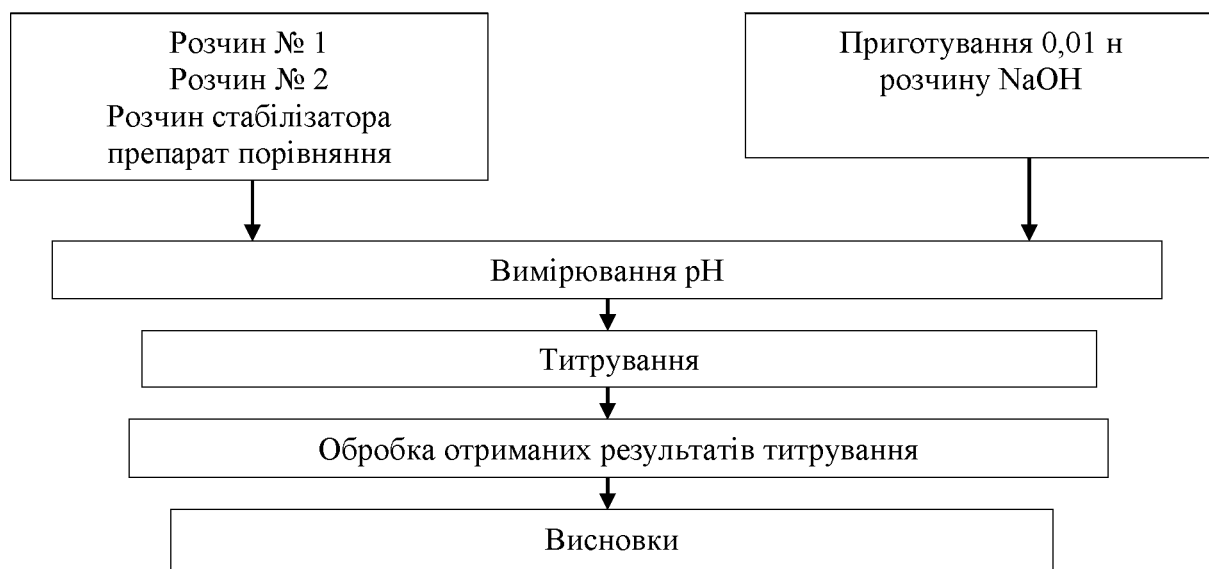 Розчин № 1
Розчин № 2
Розчин стабілізатора
препарат порівняння
Приготування 0,01 н
розчину NaOH
Вимірювання рН
Титрування
Обробка отриманих результатів титрування
Висновки